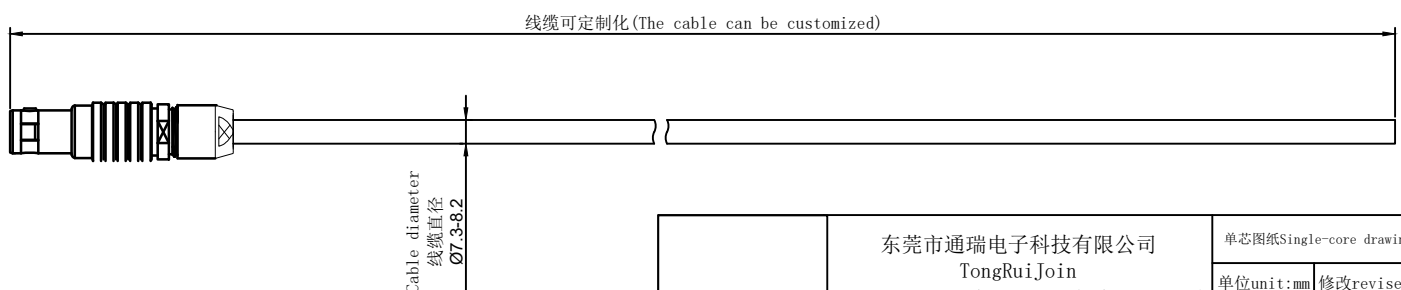 线缆可定制化(The cable can be customized)
Cable diameter
线缆直径
Ø7.3-8.2
东莞市通瑞电子科技有限公司
TongRuiJoin
单芯图纸Single-core drawin
单位unit:mm
修改revise